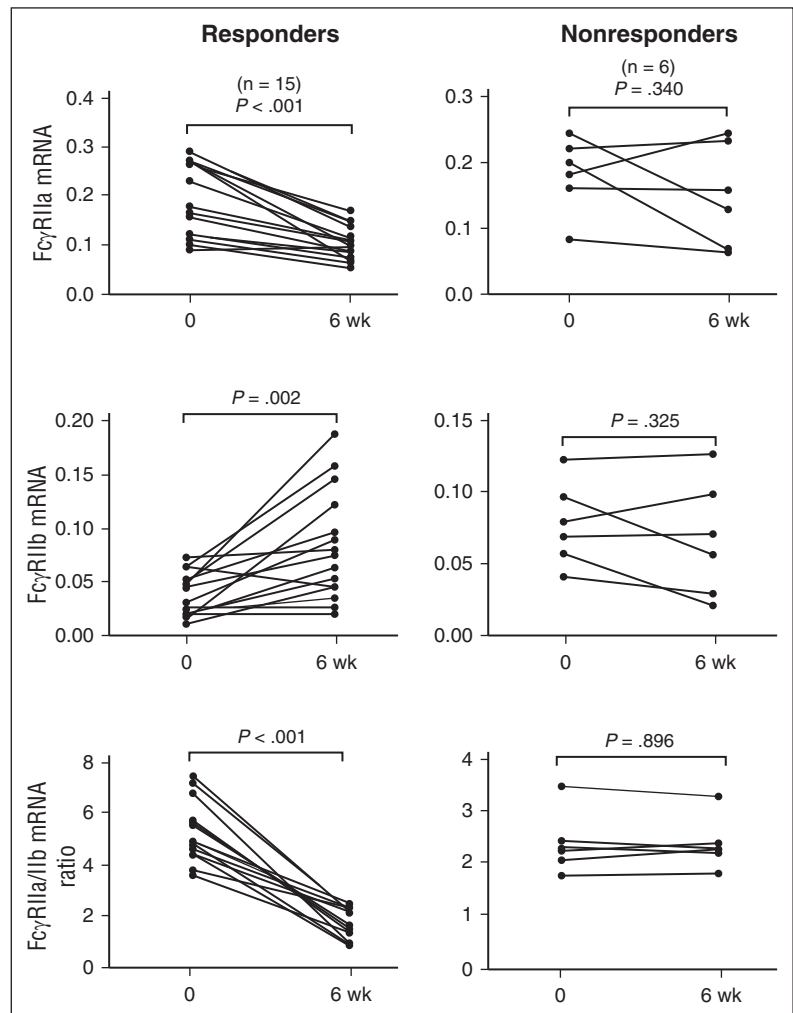 Responders
Nonresponders
(n = 15)
P < .001
(n = 6)
P = .340
FcγRIIa mRNA
0.4
0.3
0.2
0.1
0.0
0
6 wk
0.3
0.2
0.1
0.0
0
6 wk
P = .002
FcγRIIb mRNA
0.20
0.15
0.10
0.05
0.00
0
6 wk
P = .325
0.15
0.10
0.05
0.00
0
6 wk
P < .001
FcγRIIa/IIb mRNA
ratio
8
6
4
2
0
0
6 wk
P = .896
4
3
2
1
0
0
6 wk